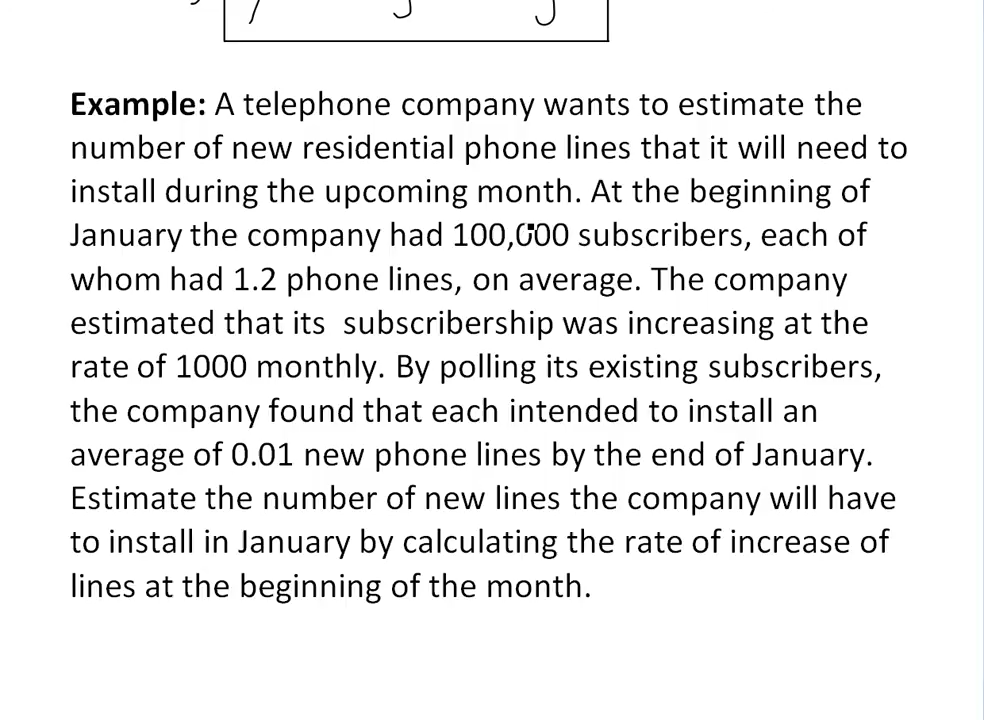 Example: A telephone company wants to estimate the
number of new residential phone lines that it will need to
install during the upcoming month. At the beginning of
January the company had 100,000 subscribers, each of
whom had 1.2 phone lines, on average. The company
estimated that its subscribership was increasing at the
rate of 1000 monthly. By polling its existing subscribers,
the company found that each intended to install an
average of 0.01 new phone lines by the end of January.
Estimate the number of new lines the company will have
to install in January by calculating the rate of increase of
lines at the beginning of the month.